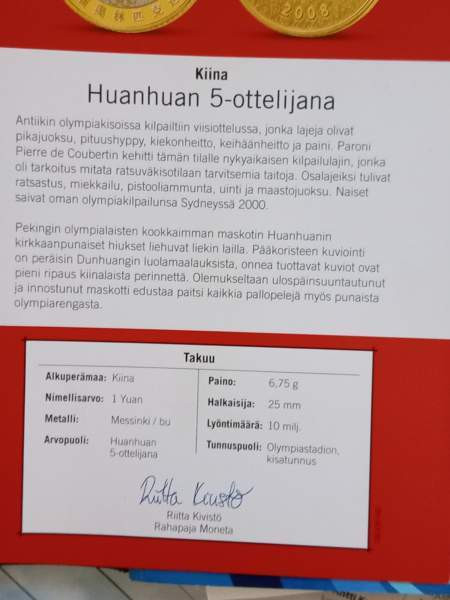 2008
Kiina
Huanhuan 5-ottelijana
Antiikin olympiakisoissa kilpailtiin viisiottelussa, jonka lajeja olivat
pikajuoksu, pituushyppy, kiekonheitto, keihäänheitto ja paini. Paroni
Pierre de Coubertin kehitti tämän tilalle nykyaikaisen kilpailulajin, jonka
oli tarkoitus mitata ratsuväkisotilaan tarvitsemia taitoja. Osalajeiksi tulivat
ratsastus, miekkailu, pistooliammunta, uinti ja maastojuoksu. Naiset
saivat oman olympiakilpailunsa Sydneyssä 2000.
Pekingin olympialaisten kookkaimman maskotin Huanhuanin
kirkkaanpunaiset hiukset liehuvat liekin lailla. Pääkoristeen kuviointi
on peräisin Dunhuangin luolamaalauksista, onnea tuottavat kuviot ovat
pieni ripaus kiinalaista perinnettä. Olemukseltaan ulospäinsuuntautunut
ja innostunut maskotti edustaa paitsi kaikkia pallopelejä myös punaista
olympiarengasta.
Takuu
Alkuperämaa: Kiina
Nimellisarvo: 1 Yuan
Metalli: Messinki / bu
Arvopuoli: Huanhuan
5-ottelijana
Paino: 6,75 g
Halkaisija: 25 mm
Lyöntimäärä: 10 milj.
Tunnuspuoli: Olympiastadion,
kisatunnus
Riitta Kivistö
Riitta Kivistö
Rahapaja Moneta